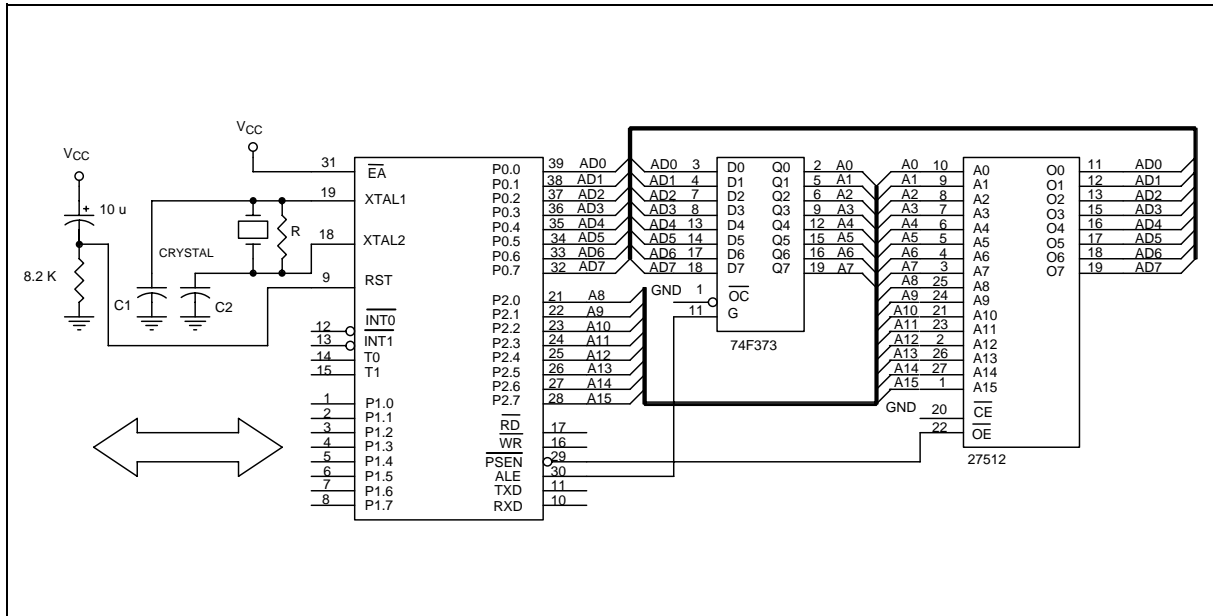 VCC
10 u
8.2 K
VCC
CRYSTAL
R
C1
C2
31 EA
19 XTAL1
18 XTAL2
9 RST
12 INT0
13 INT1
14 T0
15 T1
1 P1.0
2 P1.1
3 P1.2
4 P1.3
5 P1.4
6 P1.5
7 P1.6
8 P1.7
P0.0 39 AD0
P0.1 38 AD1
P0.2 37 AD2
P0.3 36 AD3
P0.4 35 AD4
P0.5 34 AD5
P0.6 33 AD6
P0.7 32 AD7
P2.0 21 A8
P2.1 22 A9
P2.2 23 A10
P2.3 24 A11
P2.4 25 A12
P2.5 26 A13
P2.6 27 A14
P2.7 28 A15
RD 17
WR 16
PSEN 29
ALE 30
TXD 11
RXD 10
AD0 3 D0 Q0 2 A0
AD1 4 D1 Q1 5 A1
AD2 7 D2 Q2 6 A2
AD3 8 D3 Q3 9 A3
AD4 13 D4 Q4 12 A4
AD5 14 D5 Q5 15 A5
AD6 17 D6 Q6 16 A6
AD7 18 D7 Q7 19 A7
GND 1 OC
11 G
74F373
A0 10 A0 O0 11 AD0
A1 9 A1 O1 12 AD1
A2 8 A2 O2 13 AD2
A3 7 A3 O3 15 AD3
A4 6 A4 O4 16 AD4
A5 5 A5 O5 17 AD5
A6 4 A6 O6 18 AD6
A7 3 A7 O7 19 AD7
A8 25 A8
A9 24 A9
A10 21 A10
A11 23 A11
A12 2 A12
A13 26 A13
A14 27 A14
A15 1 A15
GND 20 CE
22 OE
27512